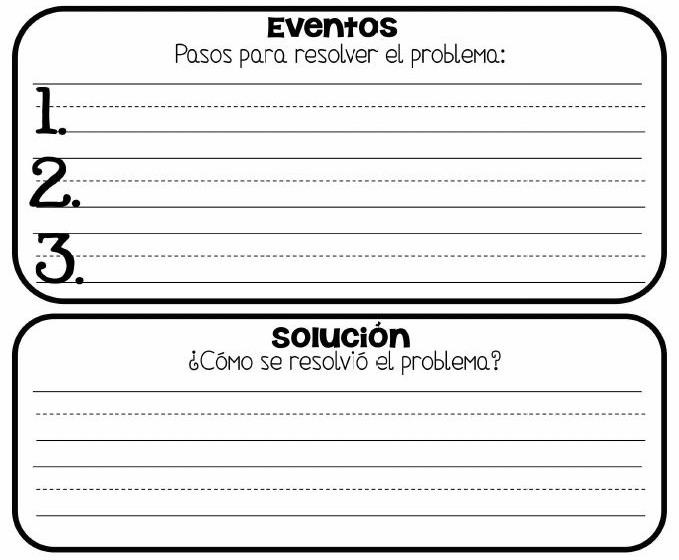 Eventos
Pasos para resolver el problema:
1.
2.
3.
Solución
¿Cómo se resolvió el problema?